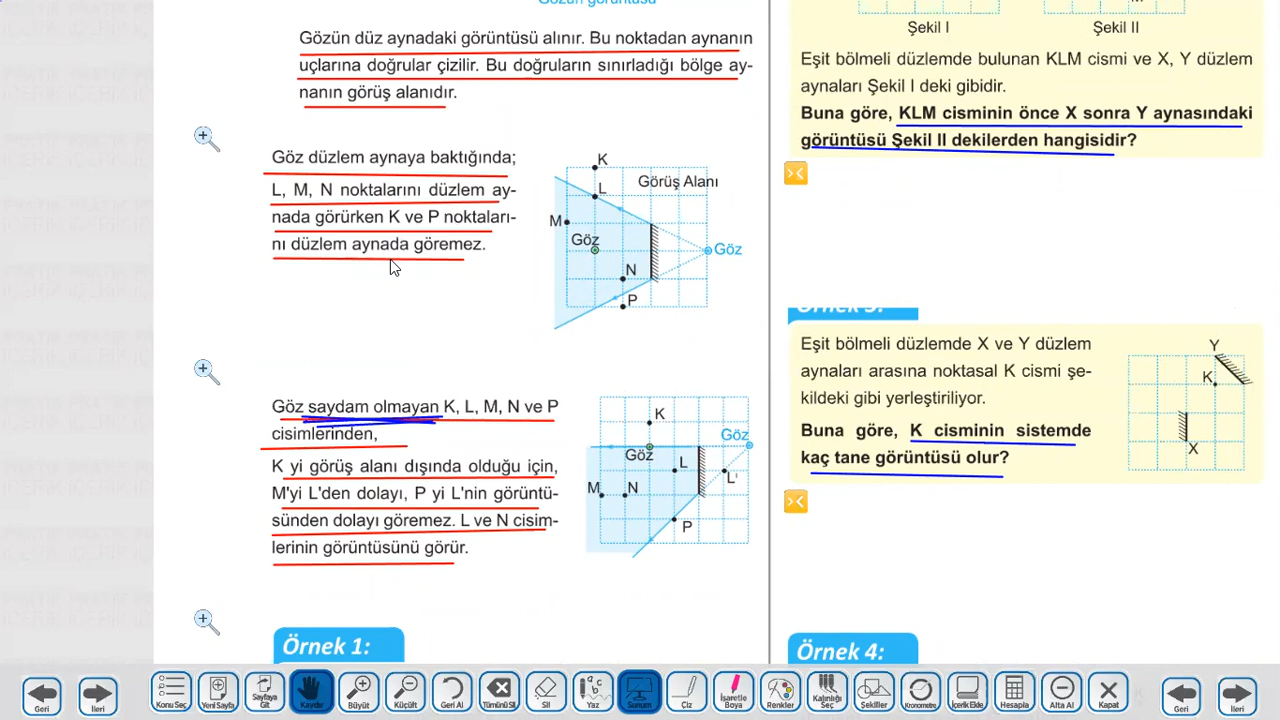 Gözün görüntüsü
Gözün düz aynadaki görüntüsü alınır. Bu noktadan aynanın
uçlarına doğrular çizilir. Bu doğruların sınırladığı bölge ay-
nanın görüş alanıdır.
Göz düzlem aynaya baktığında;
L, M, N noktalarını düzlem ay-
nada görürken K ve P noktaları-
nı düzlem aynada göremez.
K
Görüş Alanı
L
M
Göz
Göz
N
P
Göz saydam olmayan K, L, M, N ve P
cisimlerinden,
K yi görüş alanı dışında olduğu için,
M'yi L'den dolayı, P yi L'nin görüntü-
sünden dolayı göremez. L ve N cisim-
lerinin görüntüsünü görür.
K
Göz
Göz
L
L'
M
N
P
Örnek 1:
Şekil I
Şekil II
Eşit bölmeli düzlemde bulunan KLM cismi ve X, Y düzlem
aynaları Şekil I deki gibidir.
Buna göre, KLM cisminin önce X sonra Y aynasındaki
görüntüsü Şekil II dekilerden hangisidir?
Örnek 3:
Eşit bölmeli düzlemde X ve Y düzlem
aynaları arasına noktasal K cismi şe-
kildeki gibi yerleştiriliyor.
Buna göre, K cisminin sistemde
kaç tane görüntüsü olur?
Y
K
X
Örnek 4:
Geri
İleri
Konu Seç
Yeni Sayfa
Sayfaya Git
Kaydır
Büyüt
Küçült
Geri Al
Tümünü Sil
Sil
a b c
Yaz
Sunum
Çiz
İşaretle Boya
Renkler
Kalınlığı Seç
Şekiller
Kronometre
İçerik Ekle
Hesapla
Alta Al
Kapat
Geri
İleri